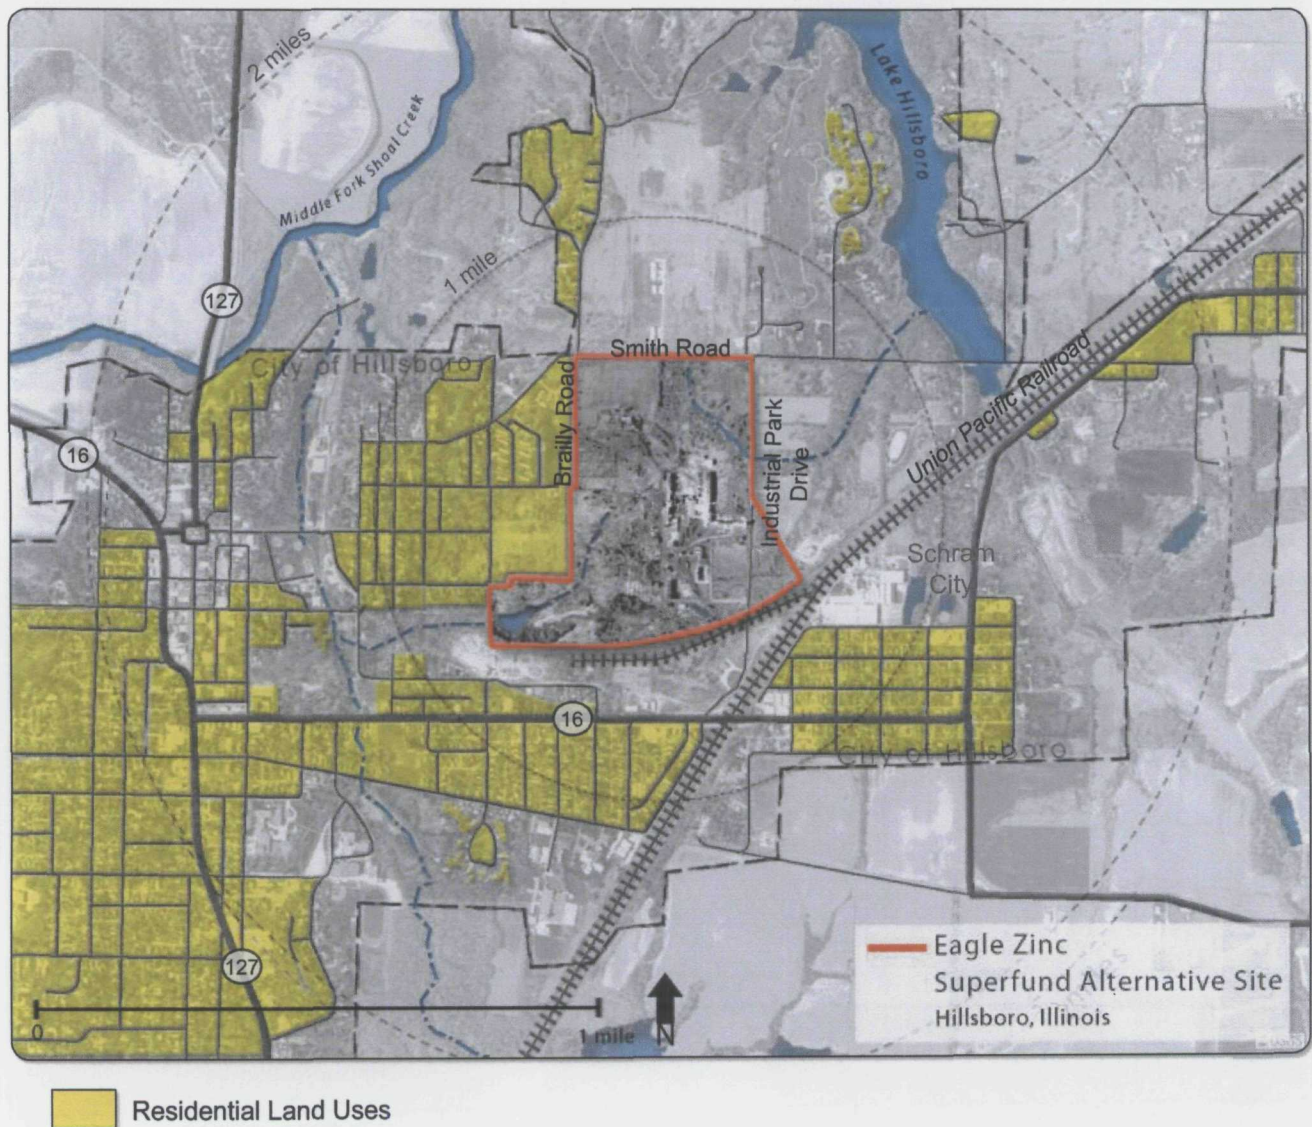 2 miles
Lake Hillsboro
Middle Fork Shoal Creek
1 mile
127
Smith Road
City of Hillsboro
Brailly Road
Union Pacific Railroad
Industrial Park
Drive
16
Schram
City
16
City of Hillsboro
127
Eagle Zinc
Superfund Alternative Site
Hillsboro, Illinois
0
1 mile
N
Residential Land Uses